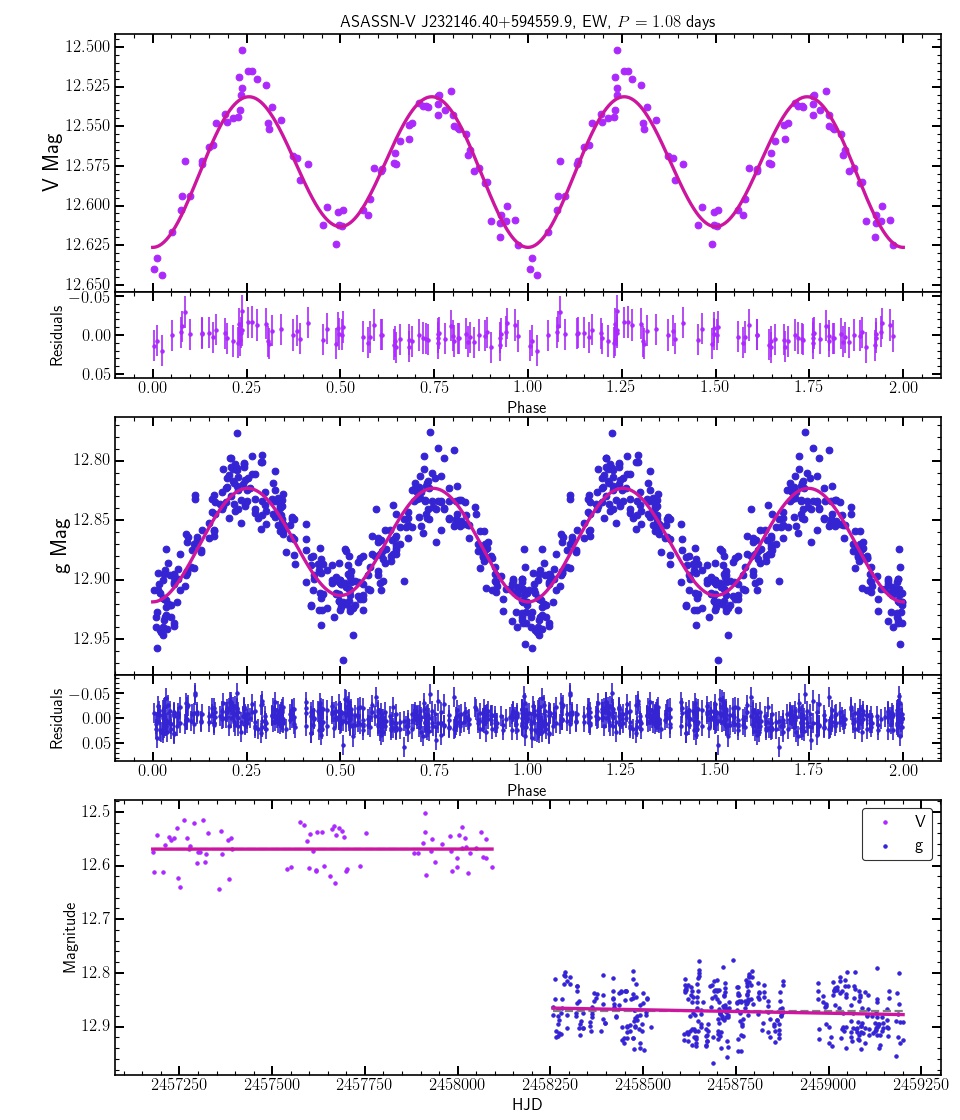 ASASSN-V J232146.40+594559.9, EW, P = 1.08 days
12.500
12.525
12.550
12.575
12.600
12.625
12.650
V Mag
−0.05
0.00
0.05
Residuals
0.00 0.25 0.50 0.75 1.00 1.25 1.50 1.75 2.00
Phase
12.80
12.85
12.90
12.95
g Mag
−0.05
0.00
0.05
Residuals
0.00 0.25 0.50 0.75 1.00 1.25 1.50 1.75 2.00
Phase
12.5
12.6
12.7
12.8
12.9
Magnitude
V
g
2457250 2457500 2457750 2458000 2458250 2458500 2458750 2459000 2459250
HJD